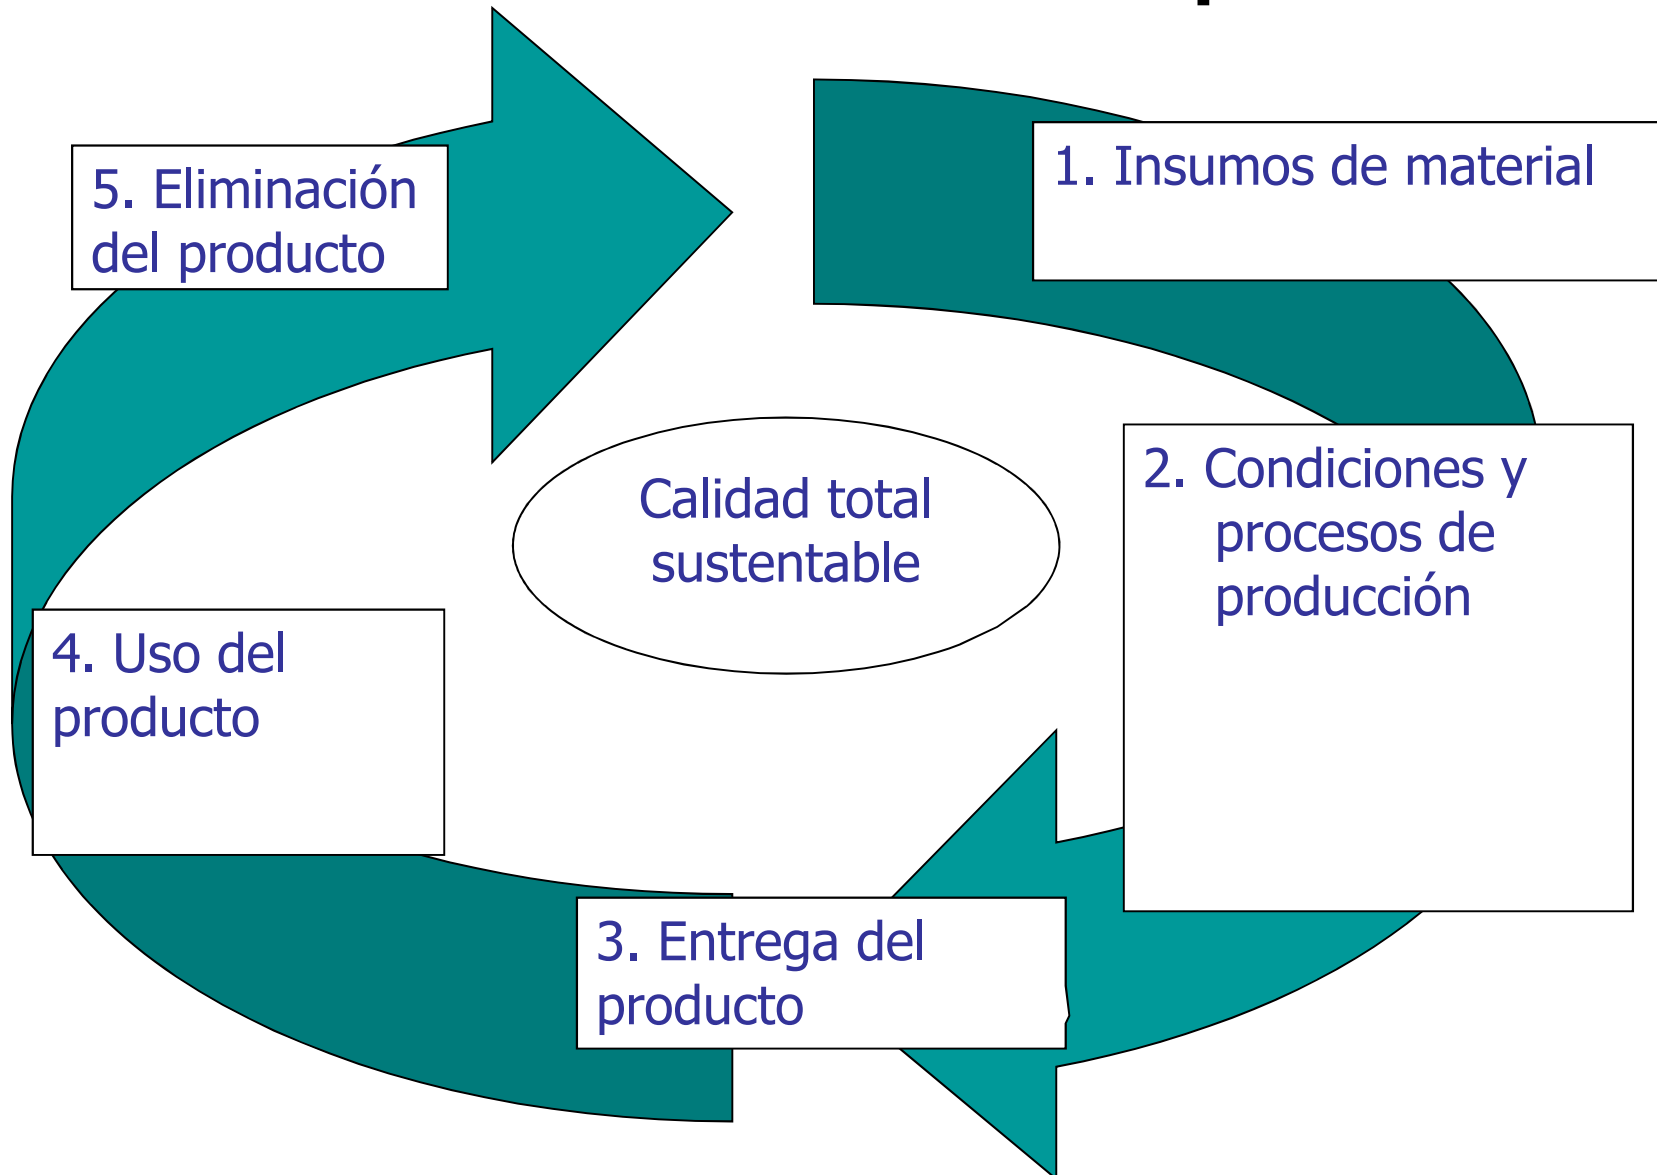 1. Insumos de material
5. Eliminación
del producto
Calidad total
sustentable
2. Condiciones y
procesos de
producción
4. Uso del
producto
3. Entrega del
producto